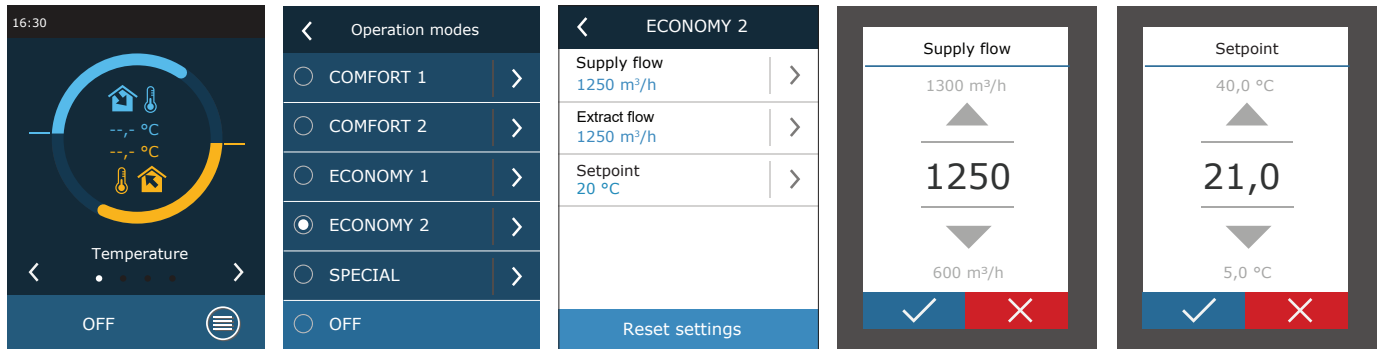 16:30
--,- °C
--,- °C
Temperature
OFF
Operation modes
COMFORT 1
COMFORT 2
ECONOMY 1
ECONOMY 2
SPECIAL
OFF
ECONOMY 2
Supply flow
1250 m³/h
Extract flow
1250 m³/h
Setpoint
20 °C
Reset settings
Supply flow
1300 m³/h
1250
600 m³/h
Setpoint
40,0 °C
21,0
5,0 °C